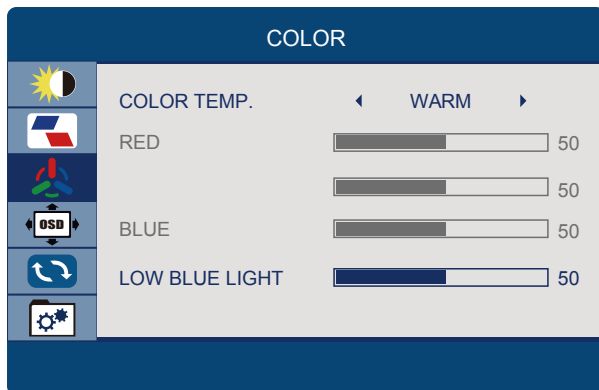 COLOR
COLOR TEMP. WARM
RED 50
50
BLUE 50
OSD
LOW BLUE LIGHT 50